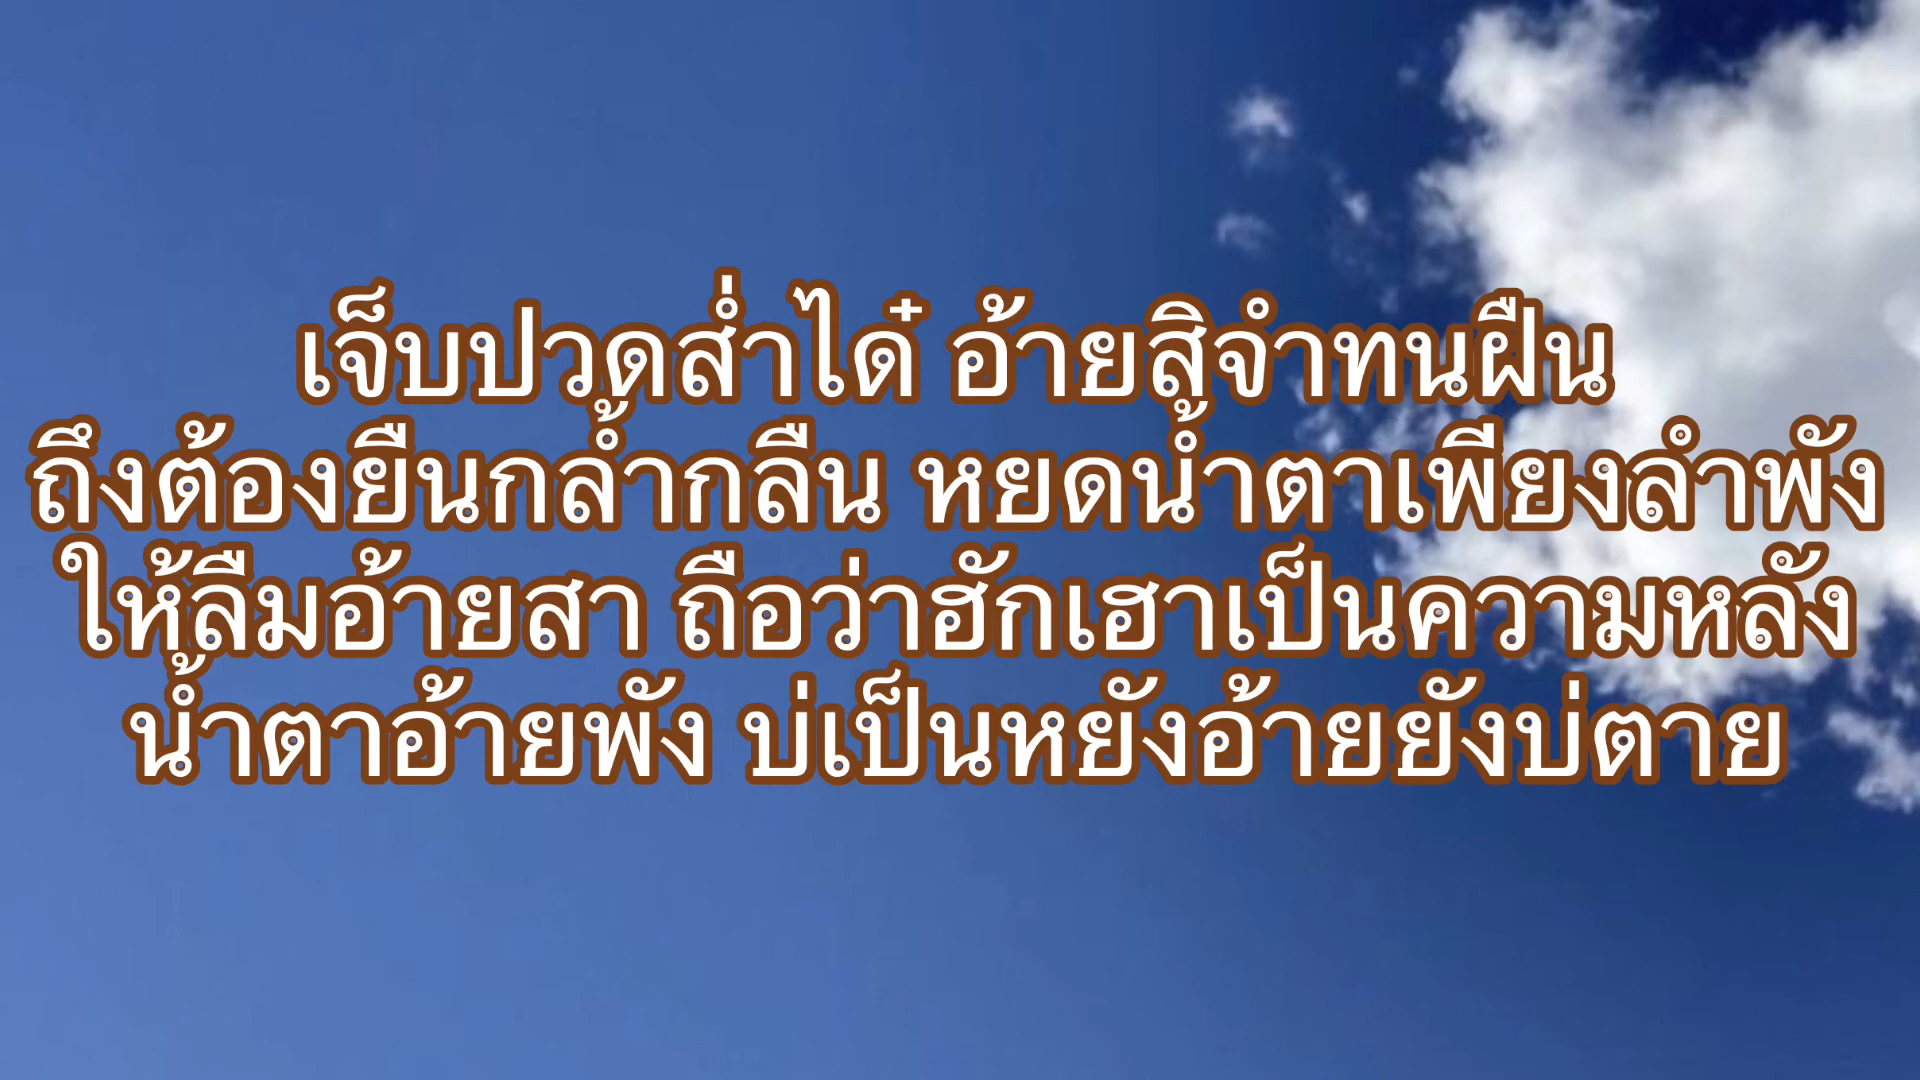 เจ็บปวดส่ำได๋ อ้ายสิจำทนฝืน
ถึงต้องยืนกล้ำกลืน หยดน้ำตาเพียงลำพัง
ให้ลืมอ้ายสา ถือว่าฮักเฮาเป็นความหลัง
น้ำตาอ้ายพัง บ่เป็นหยังอ้ายยังบ่ตาย